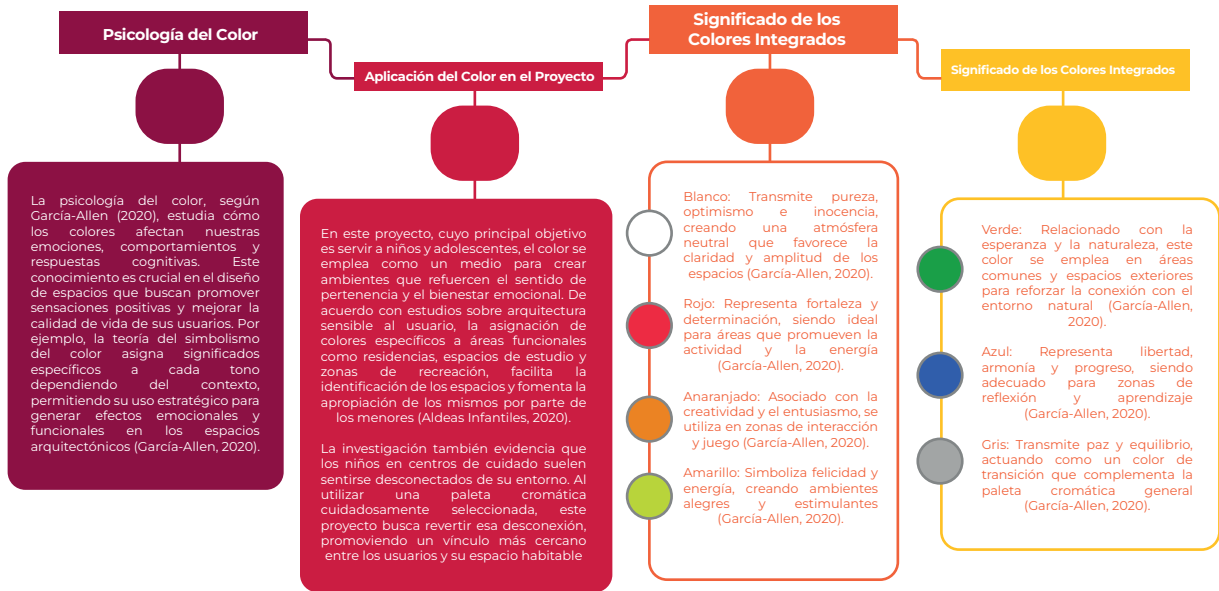 Psicología del Color
La psicología del color, según
García-Allen (2020), estudia cómo
los colores afectan nuestras
emociones, comportamientos y
respuestas cognitivas. Este
conocimiento es crucial en el diseño
de espacios que buscan promover
sensaciones positivas y mejorar la
calidad de vida de sus usuarios. Por
ejemplo, la teoría del simbolismo
del color asigna significados
específicos a cada tono
dependiendo del contexto,
permitiendo su uso estratégico para
generar efectos emocionales y
funcionales en los espacios
arquitectónicos (García-Allen, 2020).
Aplicación del Color en el Proyecto
En este proyecto, cuyo principal objetivo
es servir a niños y adolescentes, el color se
emplea como un medio para crear
ambientes que refuercen el sentido de
pertenencia y el bienestar emocional. De
acuerdo con estudios sobre arquitectura
sensible al usuario, la asignación de
colores específicos a áreas funcionales
como residencias, espacios de estudio y
zonas de recreación, facilita la
identificación de los espacios y fomenta la
apropiación de los mismos por parte de
los menores (Aldeas Infantiles, 2020).
La investigación también evidencia que
los niños en centros de cuidado suelen
sentirse desconectados de su entorno. Al
utilizar una paleta cromática
cuidadosamente seleccionada, este
proyecto busca revertir esa desconexión,
promoviendo un vínculo más cercano
entre los usuarios y su espacio habitable
Significado de los
Colores Integrados
Blanco: Transmite pureza,
optimismo e inocencia,
creando una atmósfera
neutral que favorece la
claridad y amplitud de los
espacios (García-Allen, 2020).
Rojo: Representa fortaleza y
determinación, siendo ideal
para áreas que promueven la
actividad y la energía
(García-Allen, 2020).
Anaranjado: Asociado con la
creatividad y el entusiasmo, se
utiliza en zonas de interacción
y juego (García-Allen, 2020).
Amarillo: Simboliza felicidad y
energía, creando ambientes
alegres y estimulantes
(García-Allen, 2020).
Significado de los Colores Integrados
Verde: Relacionado con la
esperanza y la naturaleza, este
color se emplea en áreas
comunes y espacios exteriores
para reforzar la conexión con el
entorno natural (García-Allen,
2020).
Azul: Representa libertad,
armonía y progreso, siendo
adecuado para zonas de
reflexión y aprendizaje
(García-Allen, 2020).
Gris: Transmite paz y equilibrio,
actuando como un color de
transición que complementa la
paleta cromática general
(García-Allen, 2020).